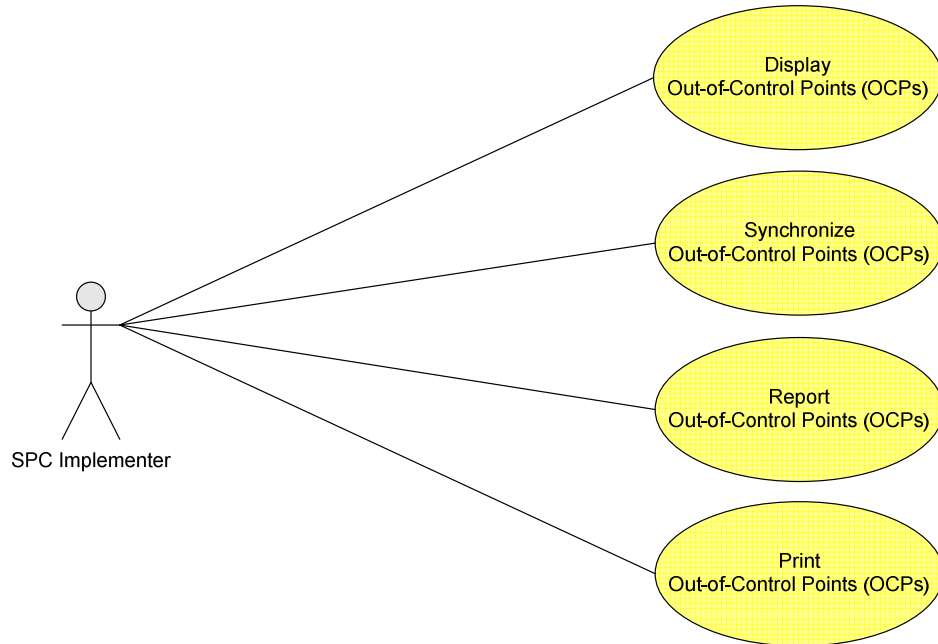 Display
Out-of-Control Points (OCPs)
Synchronize
Out-of-Control Points (OCPs)
Report
Out-of-Control Points (OCPs)
SPC Implementer
Print
Out-of-Control Points (OCPs)